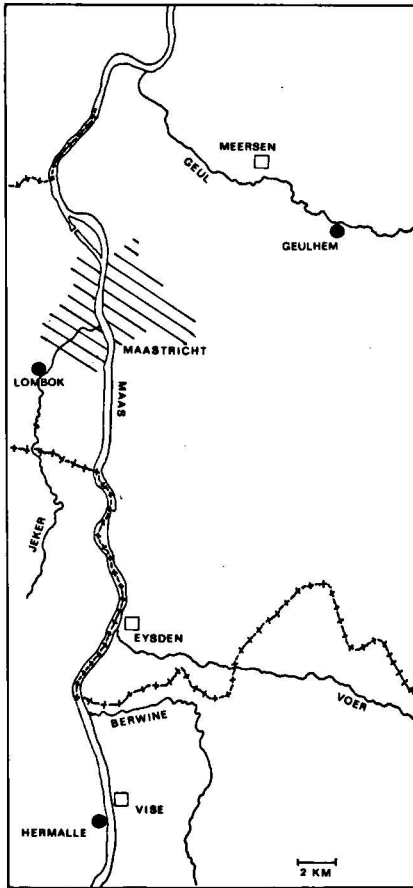 MEERSEN
GEUL
GEULHEM
MAASTRICHT
LOMBOK
MAAS
JEKER
EYSDEN
VOER
BERWINE
VISE
HERMALLE
2 KM